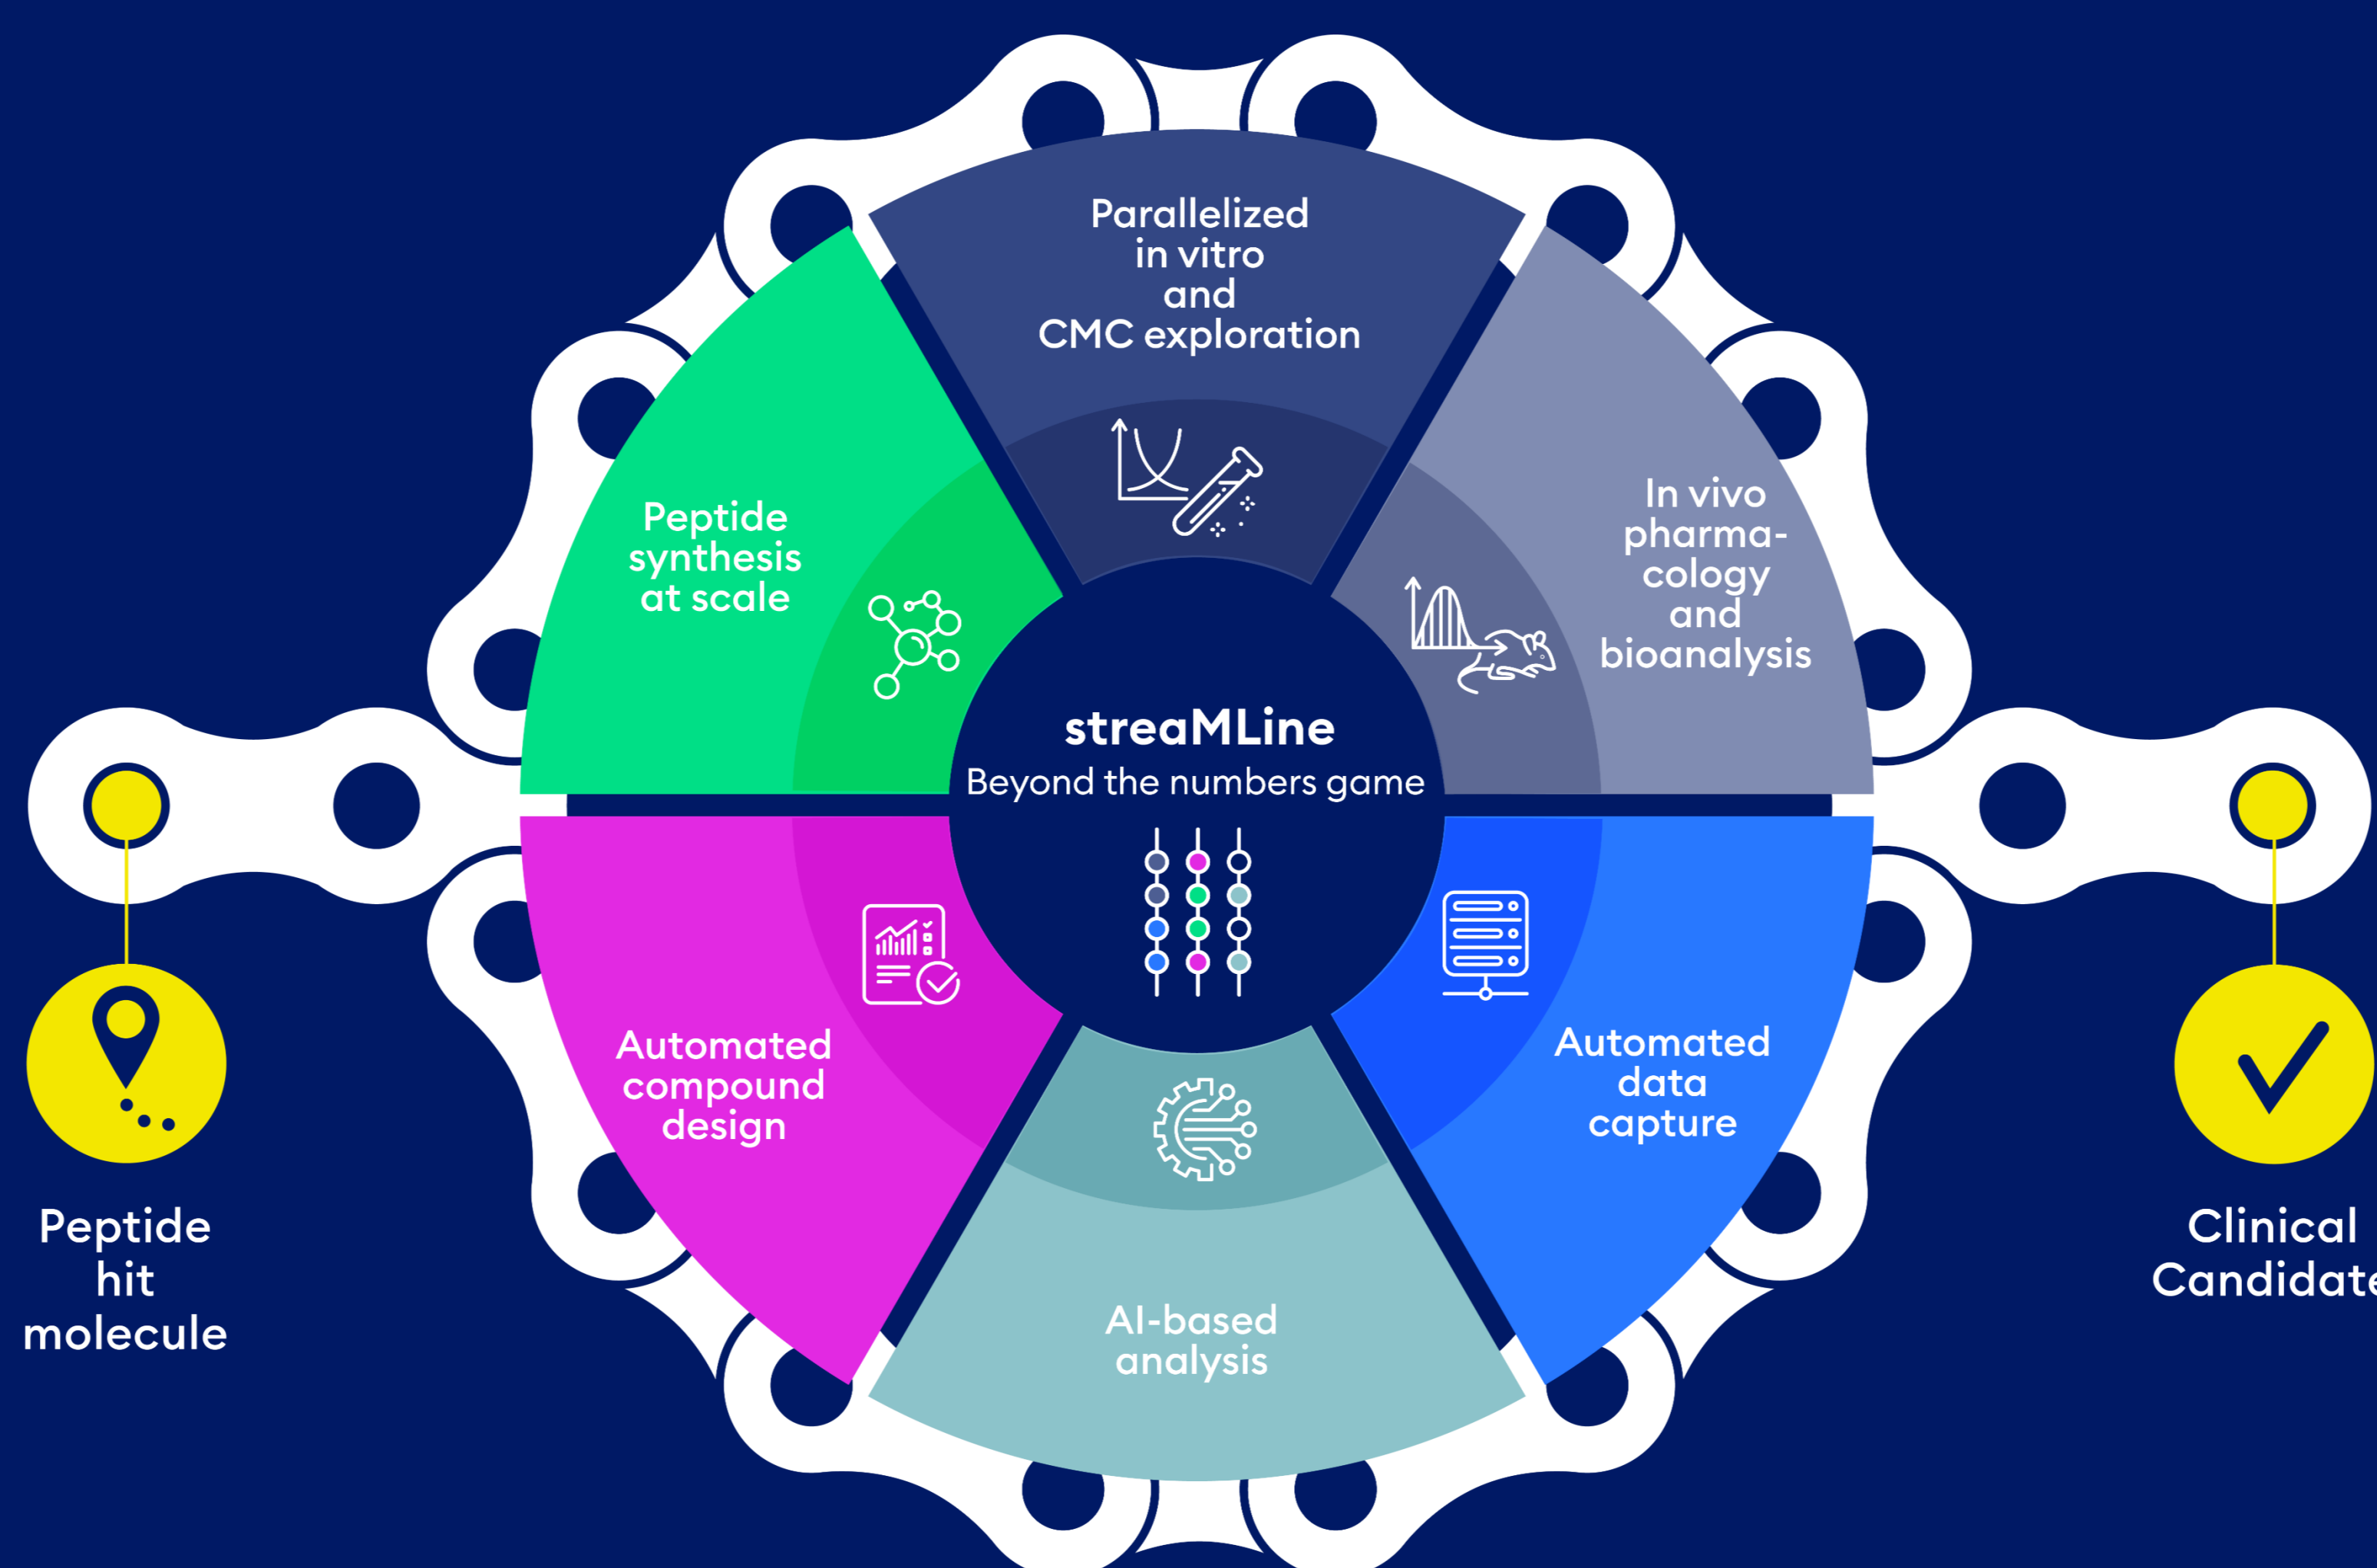 Parallelized
in vitro
and
CMC exploration
Peptide
synthesis
at scale
In vivo
pharma-
cology
and
bioanalysis
streaMLine
Beyond the numbers game
Automated
compound
design
Automated
data
capture
AI-based
analysis
Peptide
hit
molecule
Clinical
Candidate